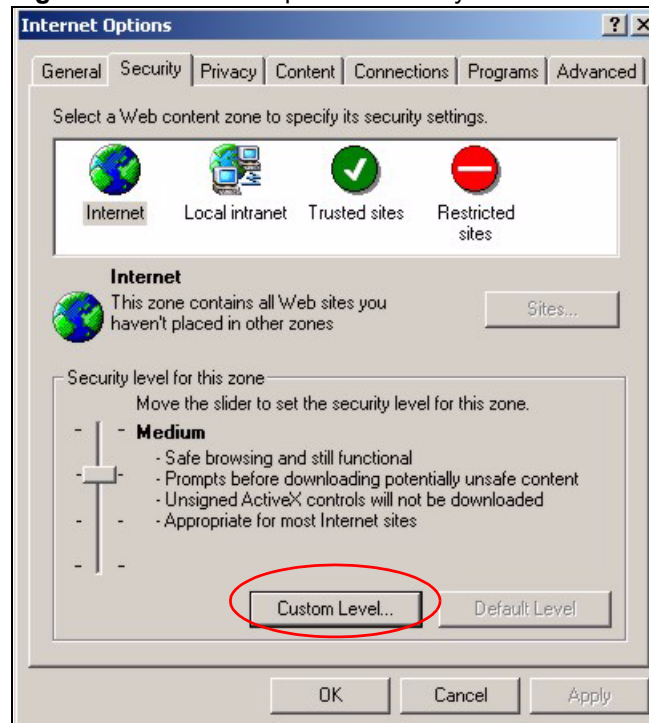 Internet Options
General Security Privacy Content Connections Programs Advanced
Select a Web content zone to specify its security settings.
Internet Local intranet Trusted sites Restricted
sites
Internet
This zone contains all Web sites you
haven't placed in other zones
Sites...
Security level for this zone
Move the slider to set the security level for this zone.
Medium
- Safe browsing and still functional
- Prompts before downloading potentially unsafe content
- Unsigned ActiveX controls will not be downloaded
- Appropriate for most Internet sites
Custom Level... Default Level
OK Cancel Apply